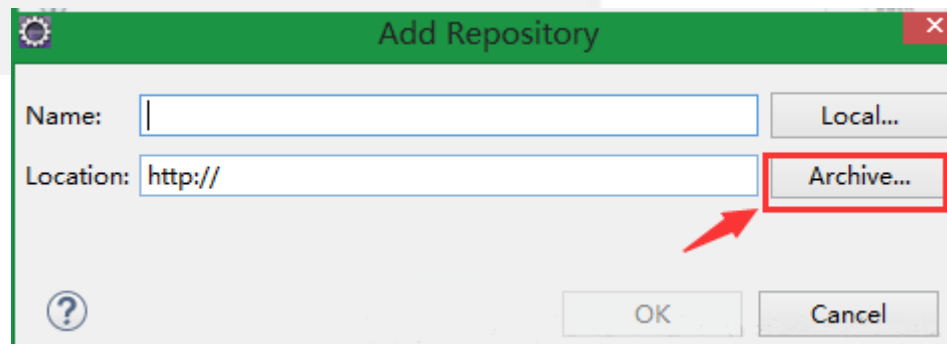 Add Repository
Name:
Local...
Location: http://
Archive...
OK
Cancel